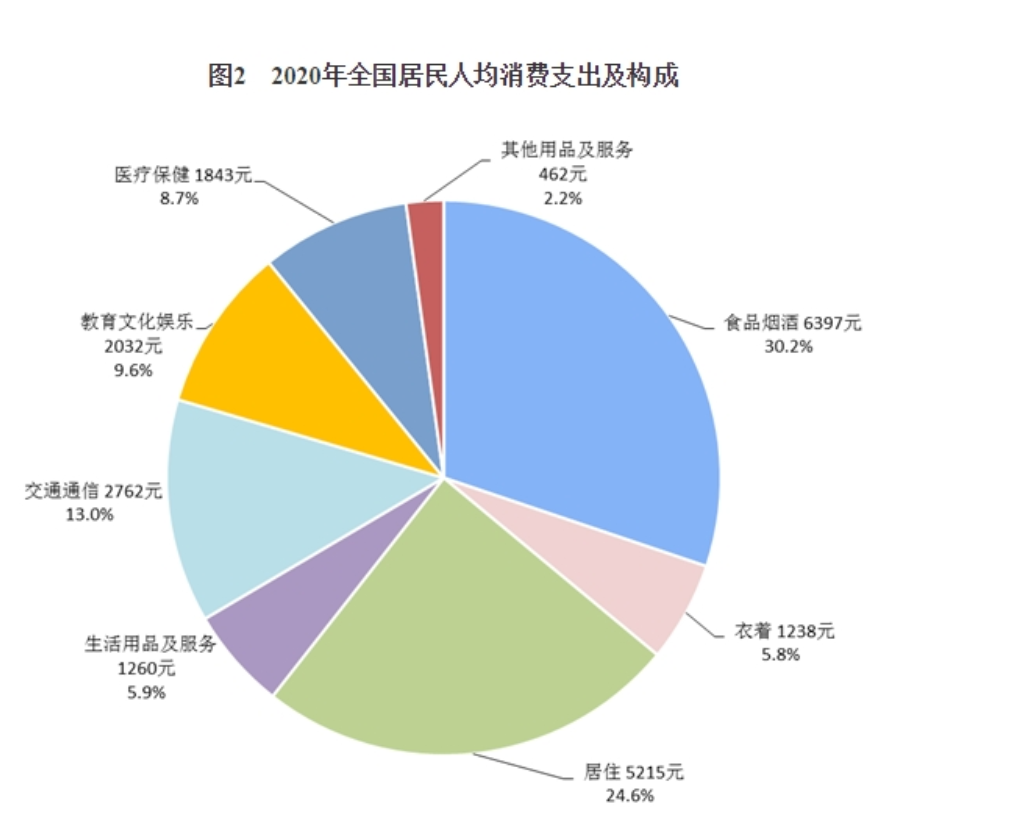 图2 2020年全国居民人均消费支出及构成
其他用品及服务
462元
2.2%
医疗保健 1843元
8.7%
教育文化娱乐
2032元
9.6%
食品烟酒 6397元
30.2%
交通通信 2762元
13.0%
生活用品及服务
1260元
5.9%
衣着 1238元
5.8%
居住 5215元
24.6%